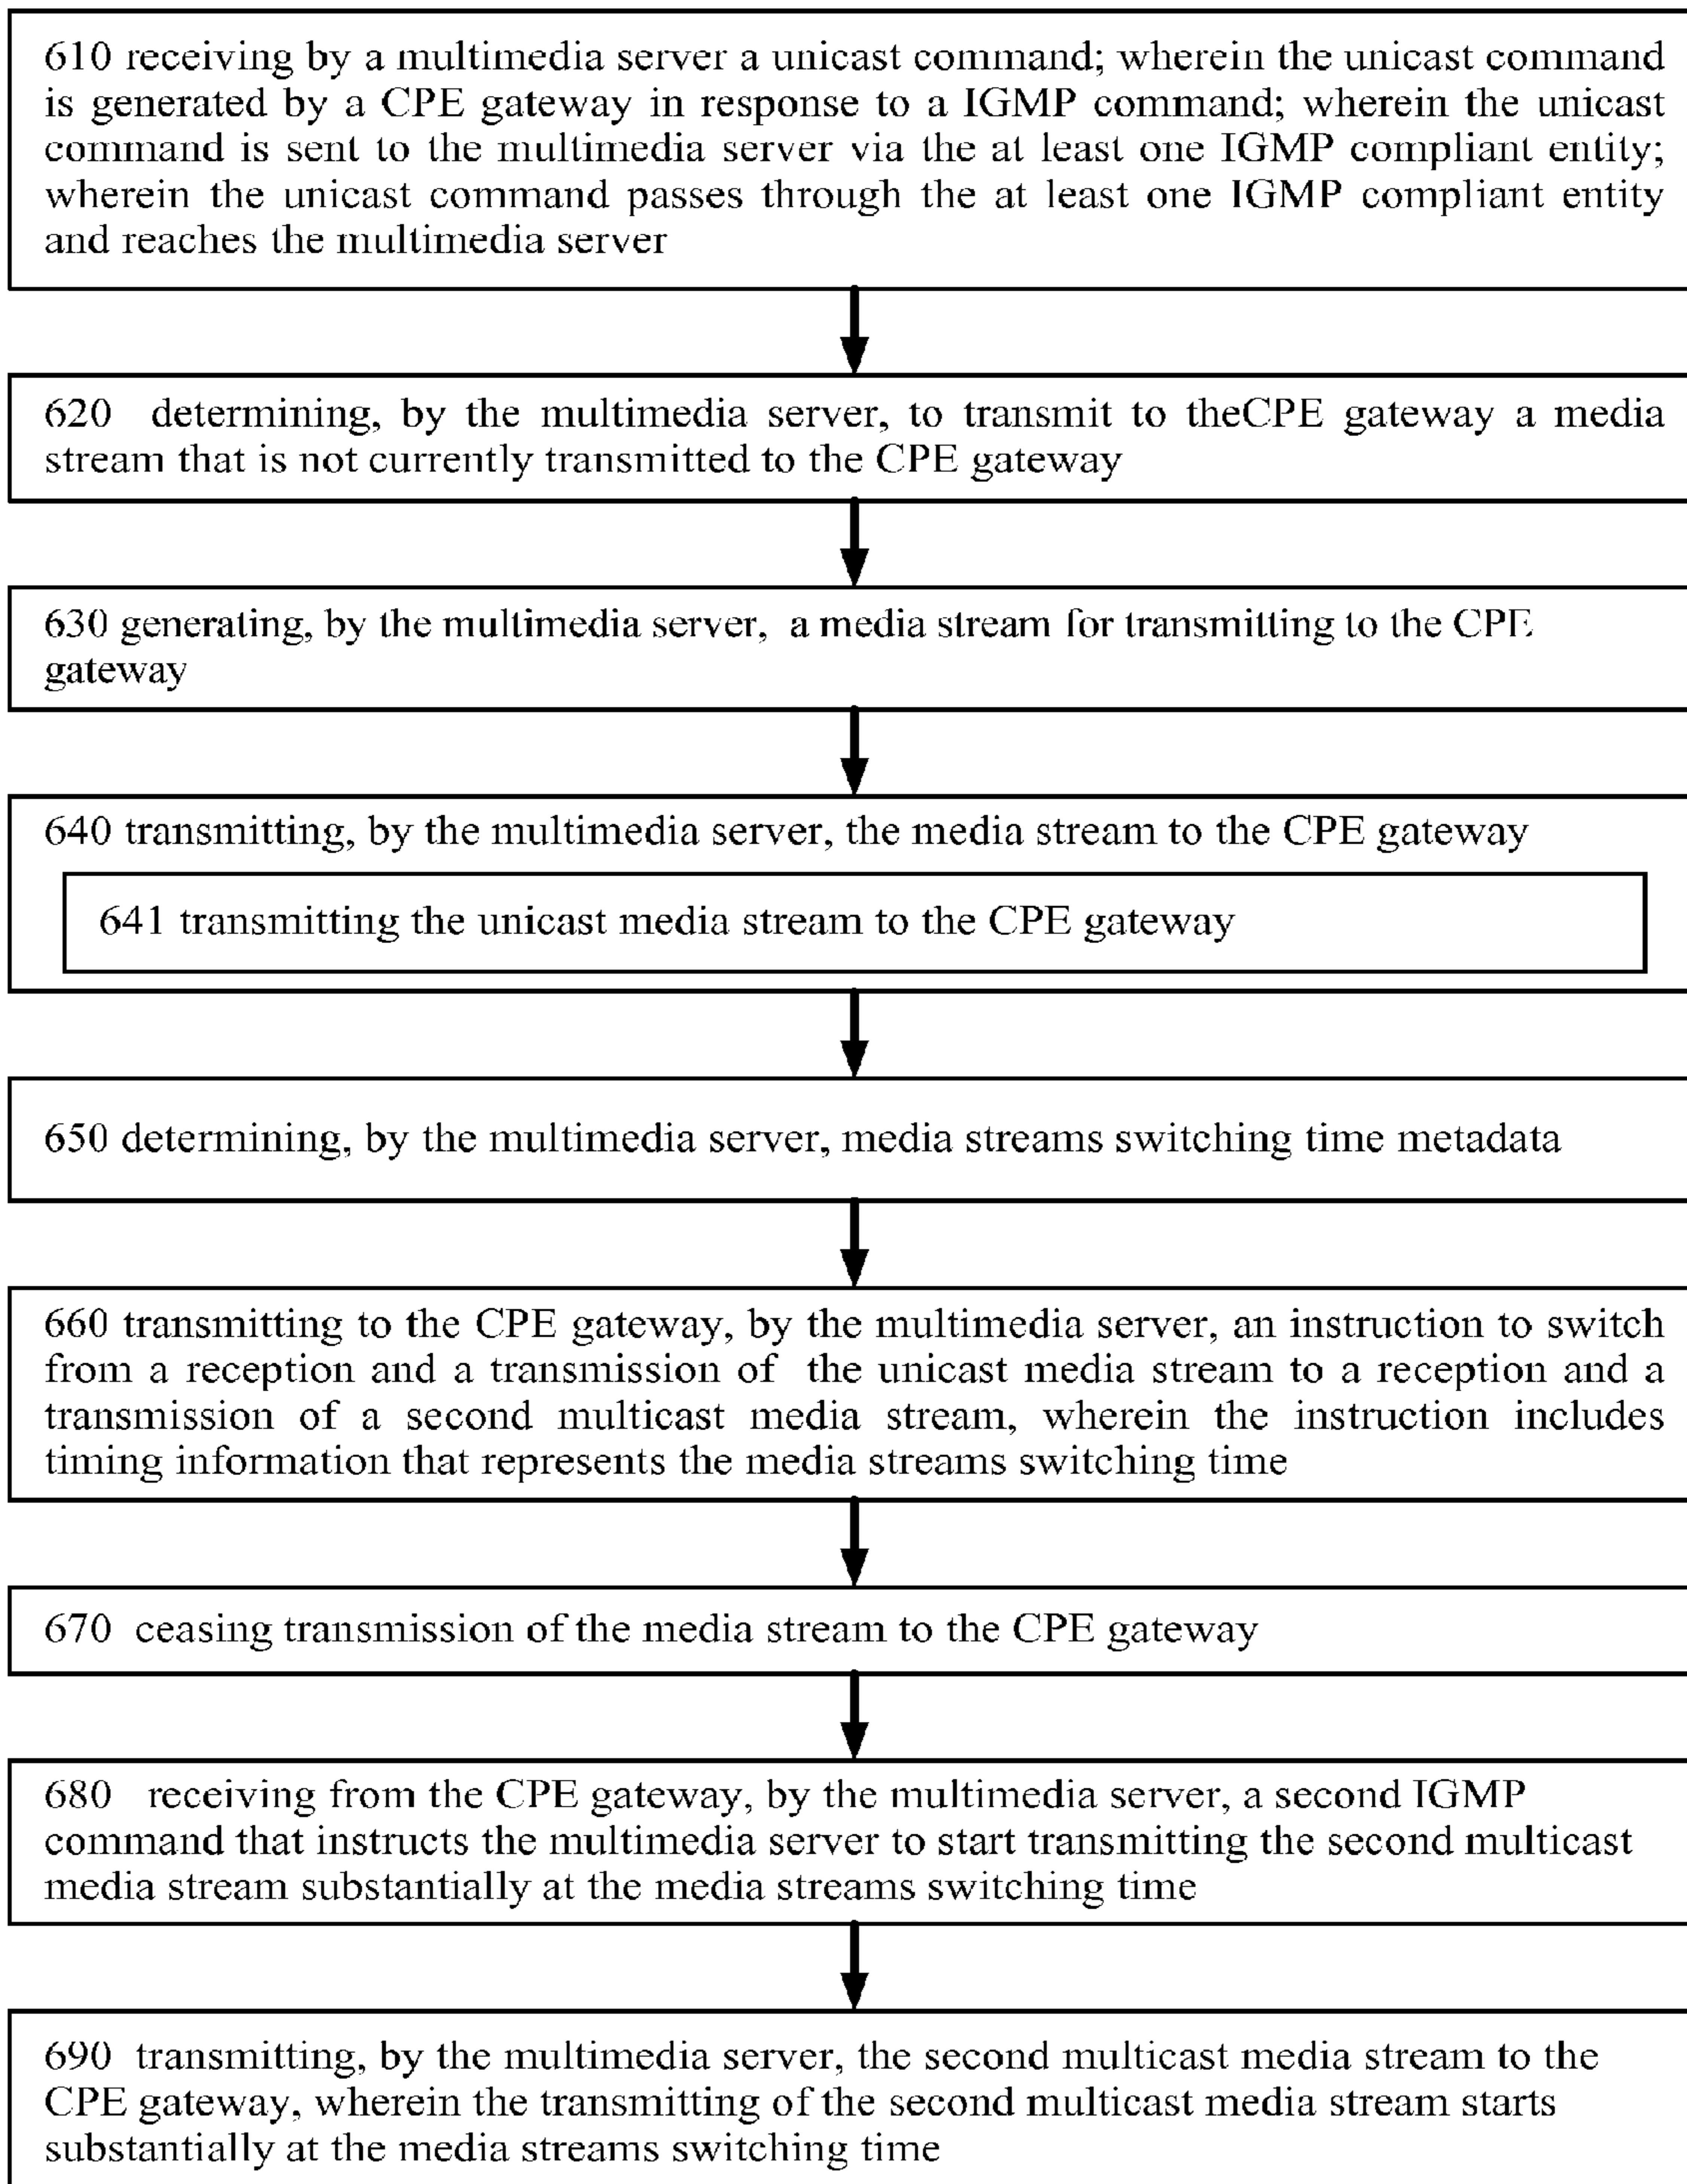 610 receiving by a multimedia server a unicast command; wherein the unicast command
is generated by a CPE gateway in response to a IGMP command; wherein the unicast
command is sent to the multimedia server via the at least one IGMP compliant entity;
wherein the unicast command passes through the at least one IGMP compliant entity
and reaches the multimedia server
620 determining, by the multimedia server, to transmit to theCPE gateway a media
stream that is not currently transmitted to the CPE gateway
630 generating, by the multimedia server, a media stream for transmitting to the CPE
gateway
640 transmitting, by the multimedia server, the media stream to the CPE gateway
641 transmitting the unicast media stream to the CPE gateway
650 determining, by the multimedia server, media streams switching time metadata
660 transmitting to the CPE gateway, by the multimedia server, an instruction to switch
from a reception and a transmission of the unicast media stream to a reception and a
transmission of a second multicast media stream, wherein the instruction includes
timing information that represents the media streams switching time
670 ceasing transmission of the media stream to the CPE gateway
680 receiving from the CPE gateway, by the multimedia server, a second IGMP
command that instructs the multimedia server to start transmitting the second multicast
media stream substantially at the media streams switching time
690 transmitting, by the multimedia server, the second multicast media stream to the
CPE gateway, wherein the transmitting of the second multicast media stream starts
substantially at the media streams switching time